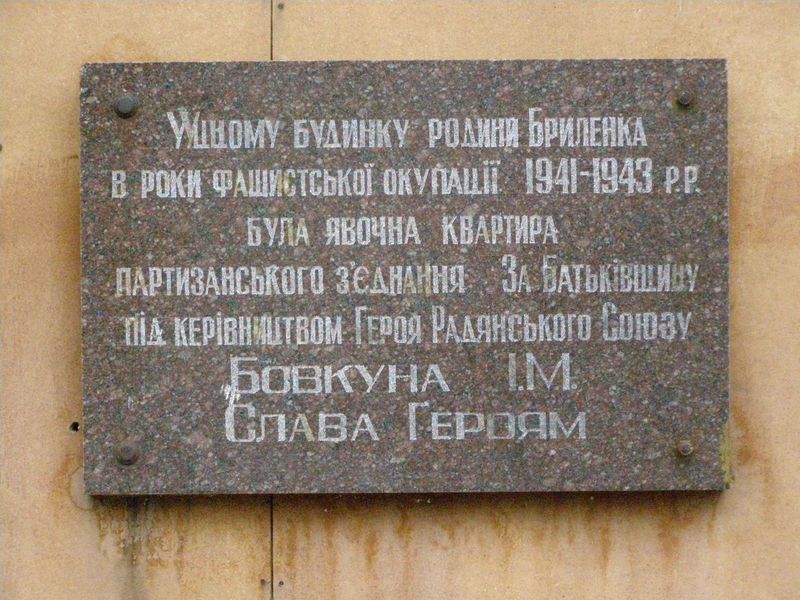 У цьому будинку родини Бриленка
в роки фашистської окупації 1941-1943 р.р.
була явочна квартира
партизанського з'єднання За Батьківщину
під керівництвом Героя Радянського Союзу
Бовкуна І.М.
Слава Героям